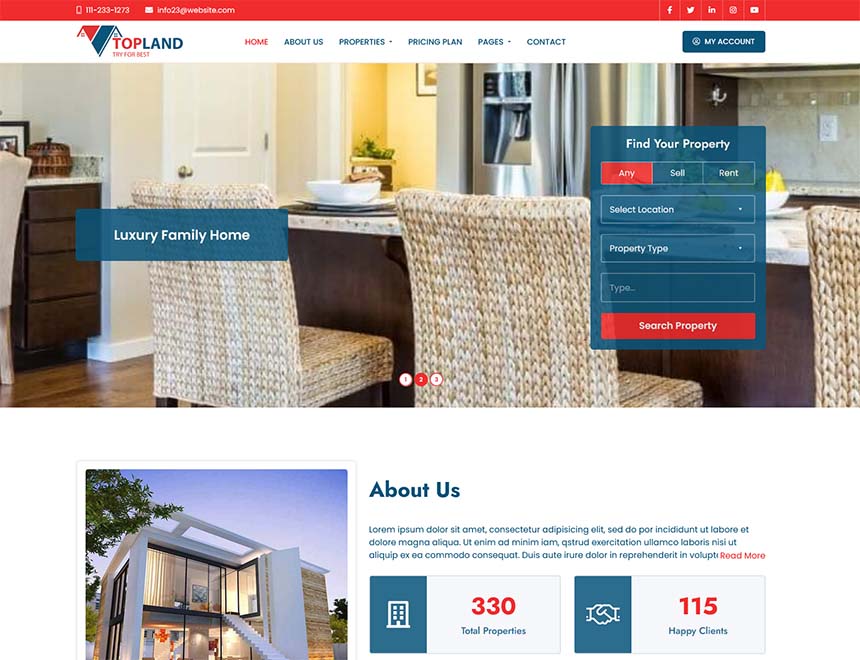 111-233-1273 info23@website.com
TOPLAND
TRY FOR BEST
HOME ABOUT US PROPERTIES PRICING PLAN PAGES CONTACT
MY ACCOUNT
Luxury Family Home
Find Your Property
Any Sell Rent
Select Location
Property Type
Type...
Search Property
1 2 3
About Us
Lorem ipsum dolor sit amet, consectetur adipisicing elit, sed do por incididunt ut labore et
dolore magna aliqua. Ut enim ad minim iam, qstrud exercitation ullamco laboris nisi ut
aliquip ex ea commodo consequat. Duis aute irure dolor in reprehenderit in volupt Read More
330
Total Properties
115
Happy Clients